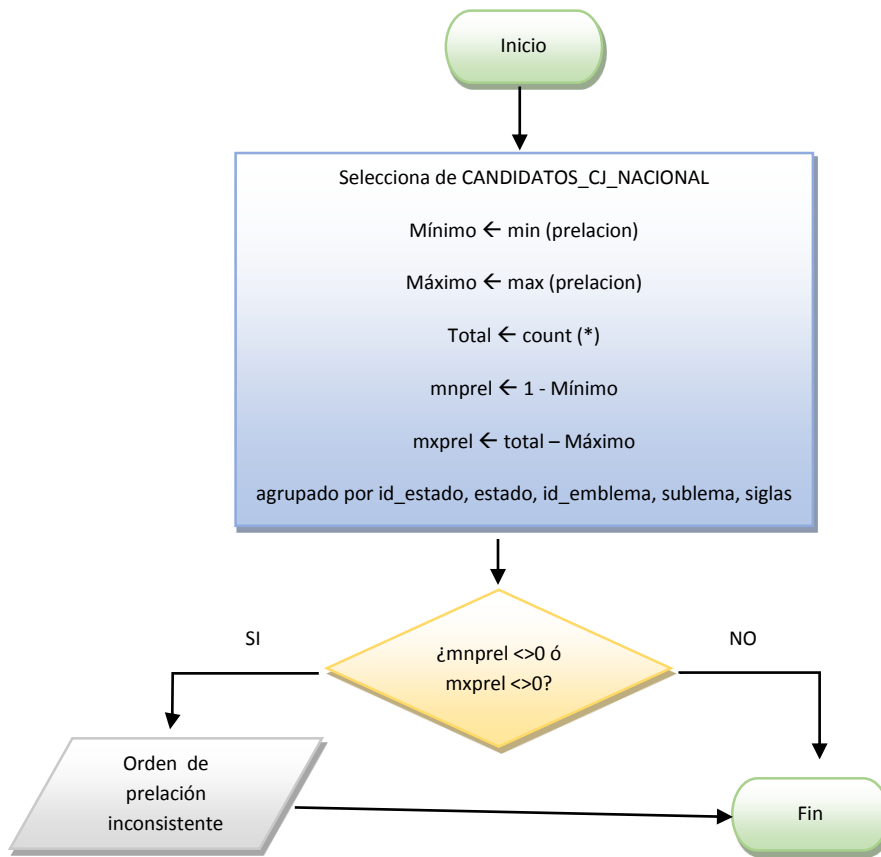 Inicio
Selecciona de CANDIDATOS_CJ_NACIONAL
Mínimo ← min (prelacion)
Máximo ← max (prelacion)
Total ← count (*)
mnprel ← 1 - Mínimo
mxprel ← total – Máximo
agrupado por id_estado, estado, id_emblema, sublema, siglas
SI
¿mnprel <>0 ó
mxprel <>0?
NO
Orden de
prelación
inconsistente
Fin